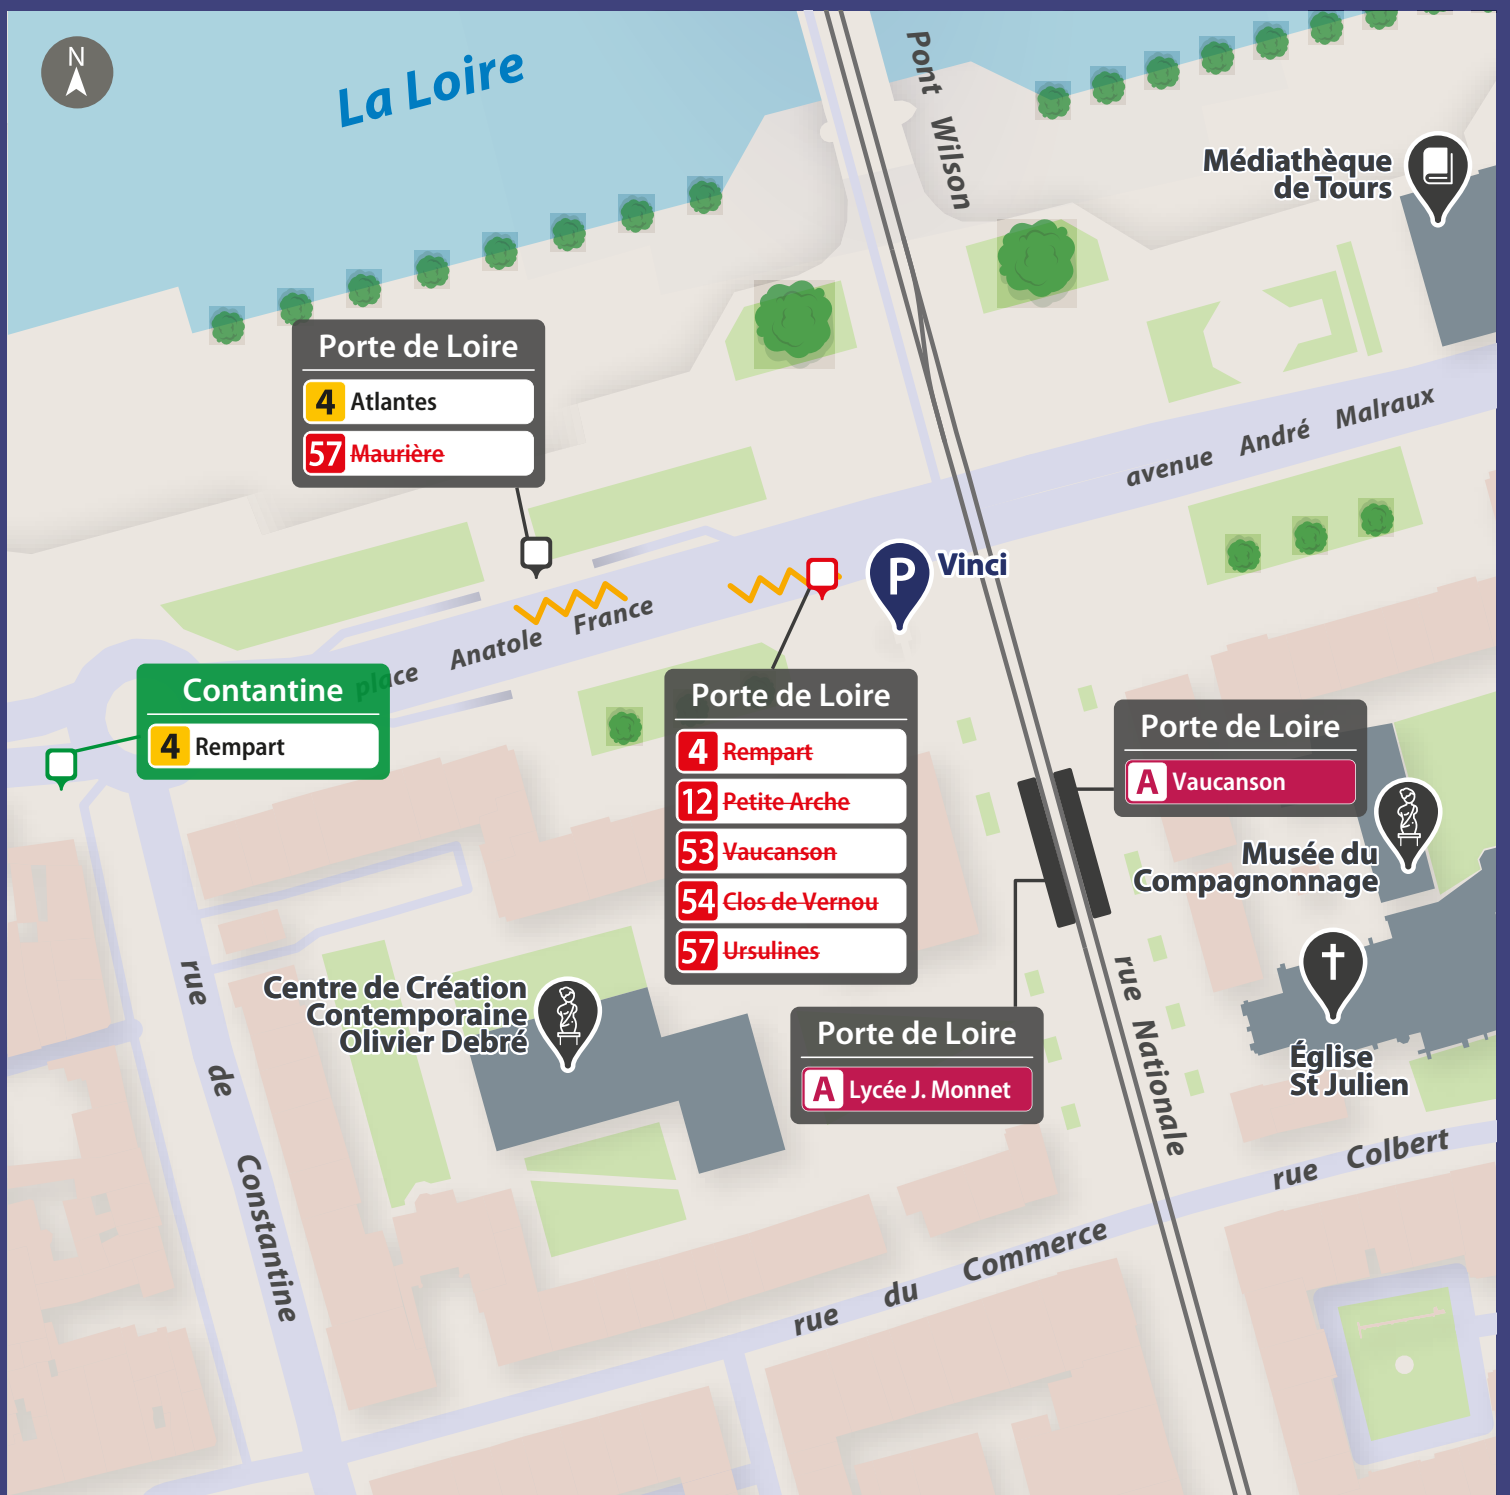 N
La Loire
Pont Wilson
Médiathèque
de Tours
Porte de Loire
4 Atlantes
57 Maurière
avenue André Malraux
P Vinci
place Anatole France
Contantine
4 Rempart
Porte de Loire
4 Rempart
12 Petite Arche
53 Vaucanson
54 Clos de Vernou
57 Ursulines
Porte de Loire
A Vaucanson
Musée du
Compagnonnage
Centre de Création
Contemporaine
Olivier Debré
Porte de Loire
A Lycée J. Monnet
Église
St Julien
rue de Constantine
rue Nationale
rue Colbert
rue du Commerce